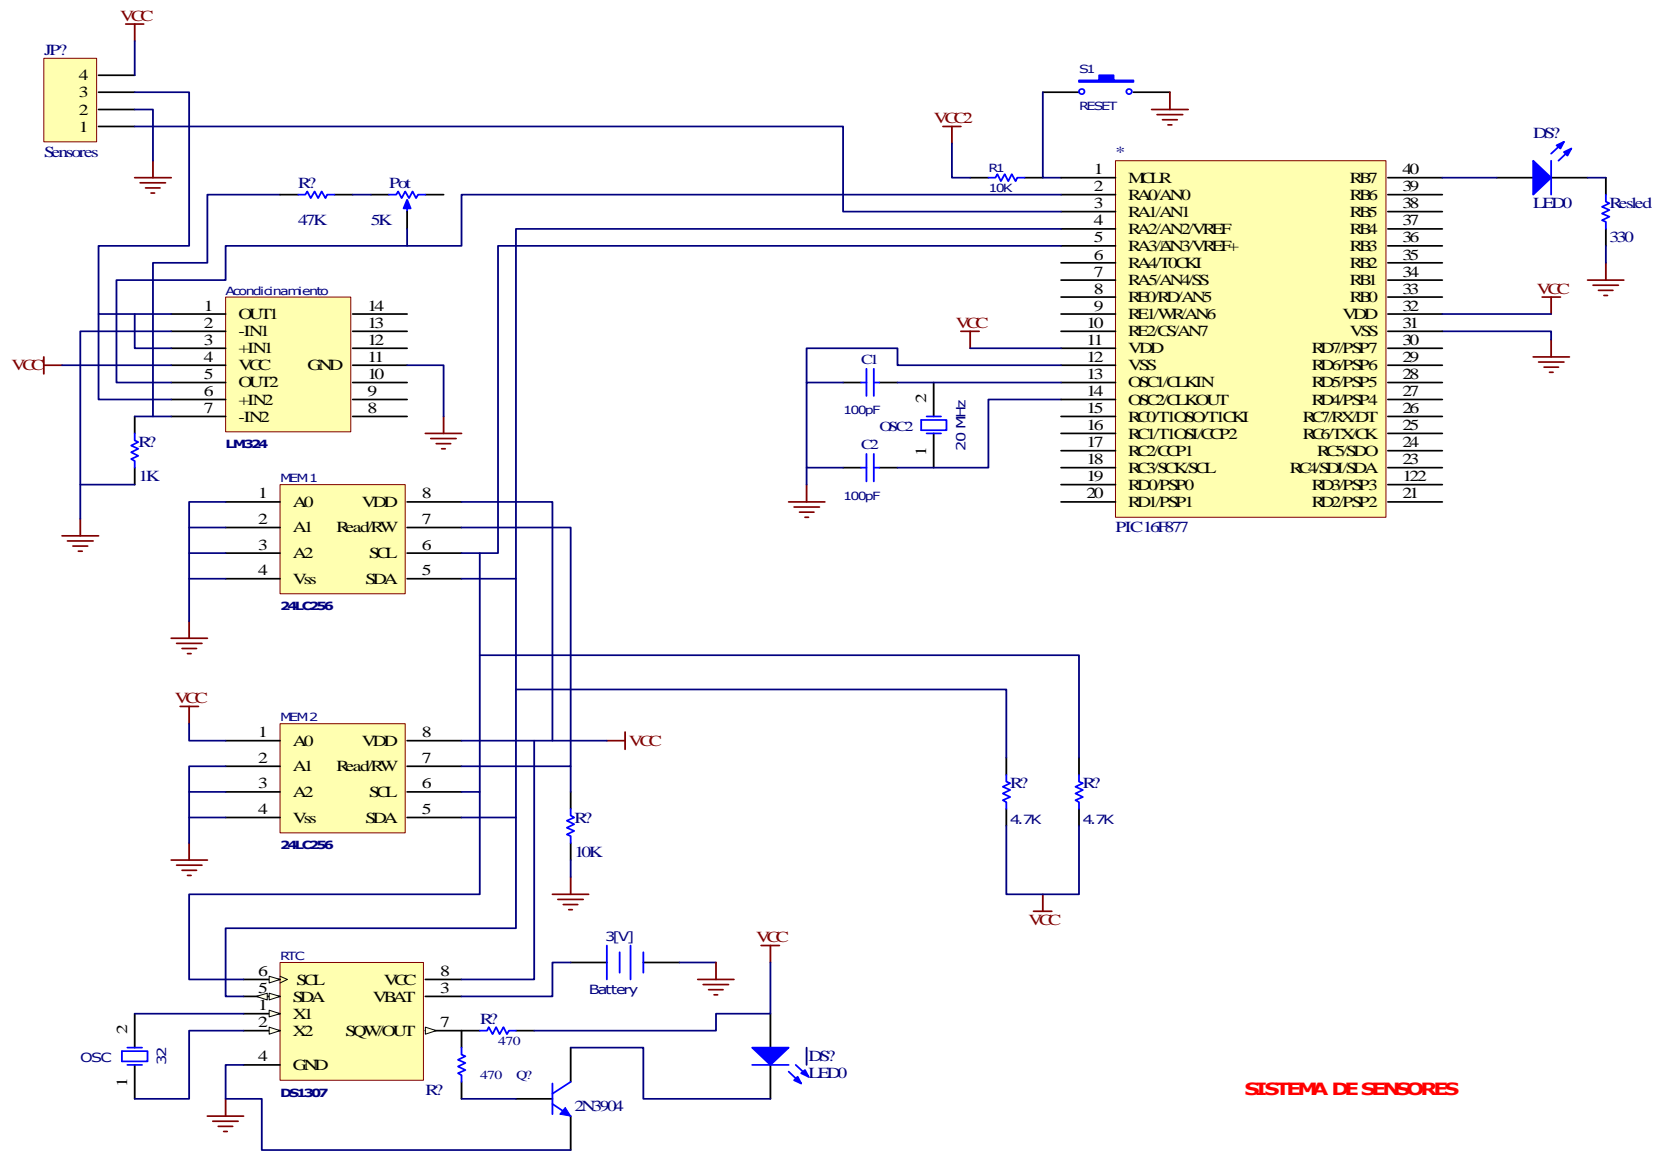 VCC
JP?
4
3
2
1
Sensores
R?
47K
Pot
5K
S1
RESET
VCC2
R1
10K
*
1 MCLR RB7 40
2 RA0/AN0 RB6 39
3 RA1/AN1 RB5 38
4 RA2/AN2/VREF RB4 37
5 RA3/AN3/VREF+ RB3 36
6 RA4/T0CKI RB2 35
7 RA5/AN4/SS RB1 34
8 RE0/RD/AN5 RB0 33
9 RE1/WR/AN6 VDD 32
10 RE2/CS/AN7 VSS 31
11 VDD RD7/PSP7 30
12 VSS RD6/PSP6 29
13 OSC1/CLKIN RD5/PSP5 28
14 OSC2/CLKOUT RD4/PSP4 27
15 RC0/T1OSO/T1CKI RC7/RX/DT 26
16 RC1/T1OSI/CCP2 RC6/TX/CK 25
17 RC2/CCP1 RC5/SDO 24
18 RC3/SCK/SCL RC4/SDI/SDA 23
19 RD0/PSP0 RD3/PSP3 122
20 RD1/PSP1 RD2/PSP2 21
PIC16F877
DS?
LED0
Resled
330
VCC
VCC
C1
100pF
C2
100pF
OSC2
2
1
20 MHz
Acondicinamiento
1 OUT1 14
2 -IN1 13
3 +IN1 12
VCC
4 VCC GND 11
5 OUT2 10
6 +IN2 9
7 -IN2 8
LM324
R?
1K
MEM1
1 A0 VDD 8
2 A1 Read/RW 7
3 A2 SCL 6
4 Vss SDA 5
24LC256
VCC
MEM2
1 A0 VDD 8
VCC
2 A1 Read/RW 7
3 A2 SCL 6
4 Vss SDA 5
24LC256
R?
10K
R?
4.7K
R?
4.7K
VCC
RTC
6 SCL VCC 8
5 SDA VBAT 3
1 X1
2 X2 SQW/OUT 7
4 GND
DS1307
OSC
2
1
32
3[V]
Battery
VCC
R?
470
R?
470
Q?
2N3904
DS?
LED0
SISTEMA DE SENSORES